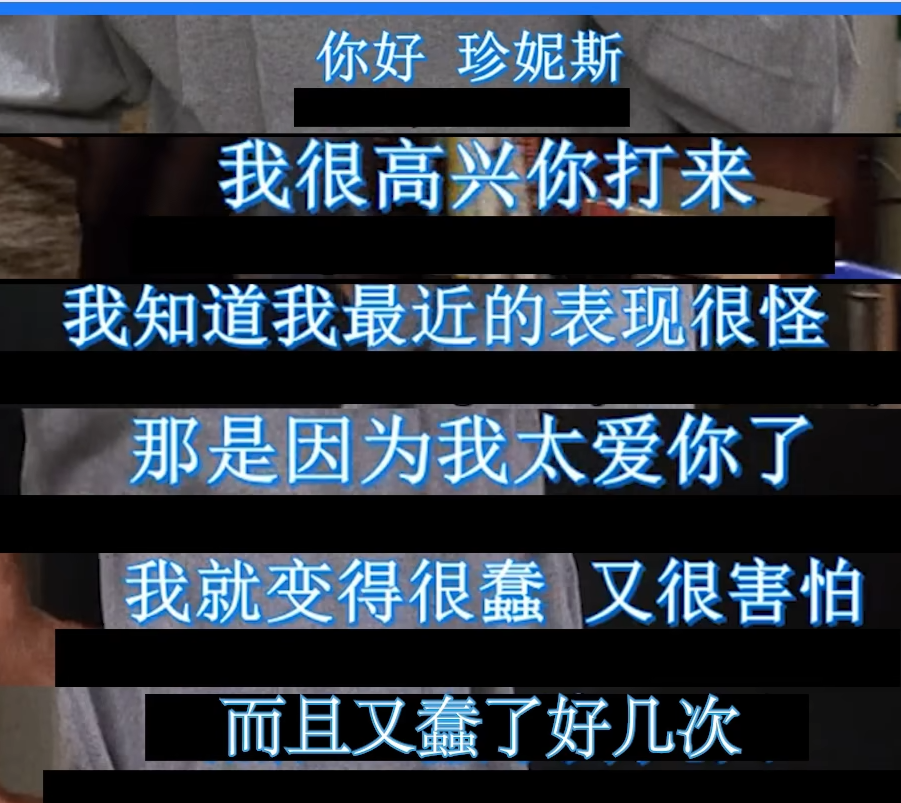 你好 珍妮斯
我很高兴你打来
我知道我最近的表现很怪
那是因为我太爱你了
我就变得很蠢 又很害怕
而且又蠢了好几次